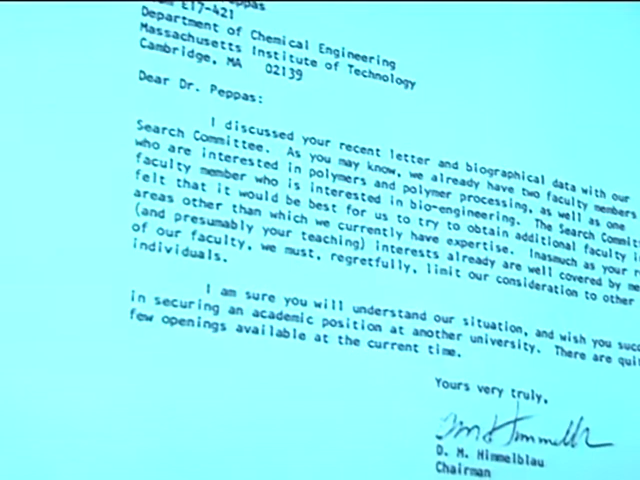 Peppas
E17-421
Department of Chemical Engineering
Massachusetts Institute of Technology
Cambridge, MA 02139
Dear Dr. Peppas:
I discussed your recent letter and biographical data with our
Search Committee. As you may know, we already have two faculty members
who are interested in polymers and polymer processing, as well as one
faculty member who is interested in bio-engineering. The Search Committ
felt that it would be best for us to try to obtain additional faculty i
areas other than which we currently have expertise. Inasmuch as your r
(and presumably your teaching) interests already are well covered by me
of our faculty, we must, regretfully, limit our consideration to other
individuals.
I am sure you will understand our situation, and wish you succ
in securing an academic position at another university. There are quit
few openings available at the current time.
Yours very truly,
D. M. Himmelblau
Chairman